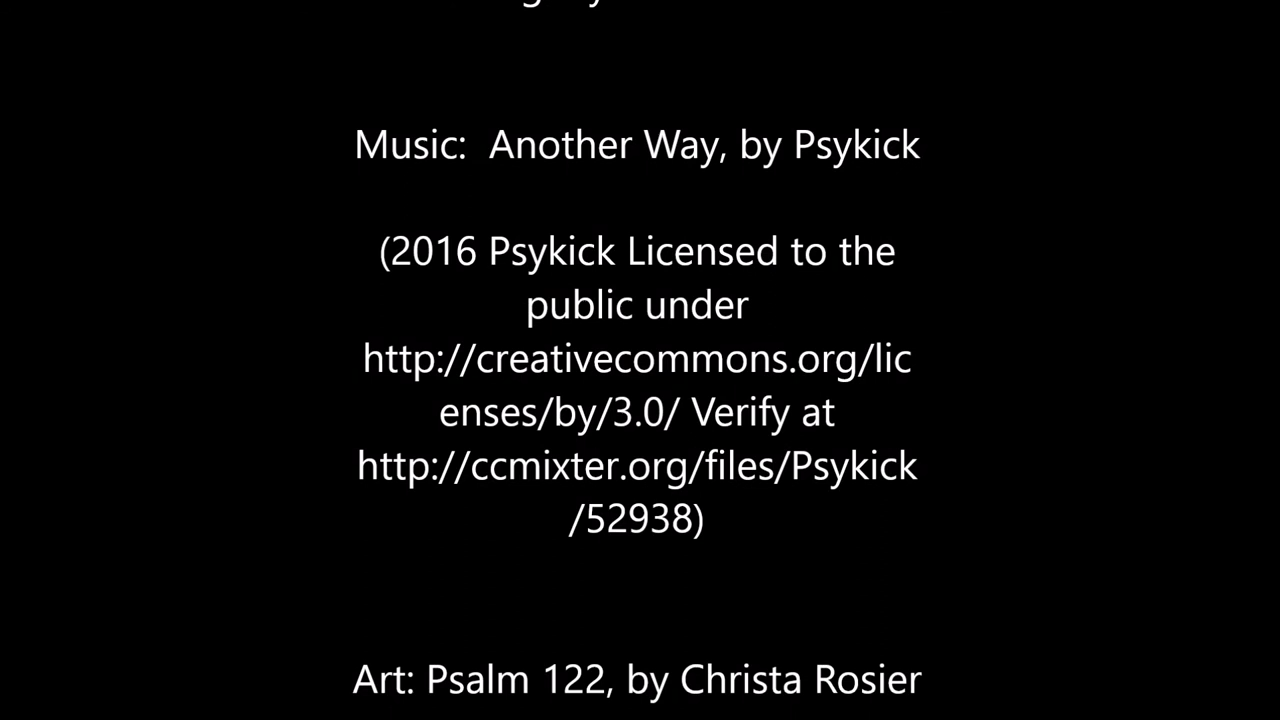 Music:  Another Way, by Psykick
(2016 Psykick Licensed to the
public under
http://creativecommons.org/lic
enses/by/3.0/ Verify at
http://ccmixter.org/files/Psykick
/52938)
Art: Psalm 122, by Christa Rosier